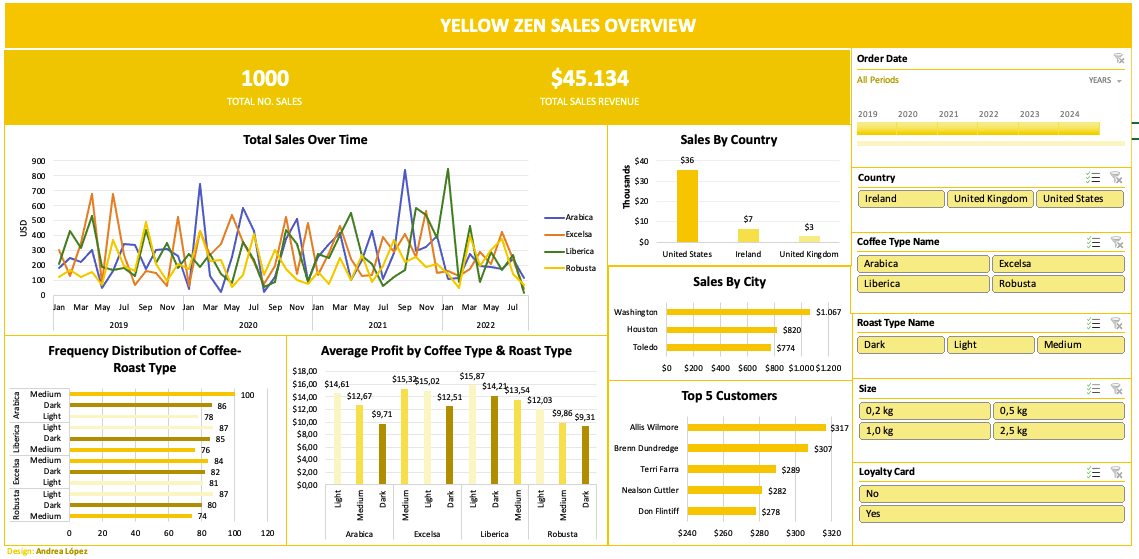 YELLOW ZEN SALES OVERVIEW
1000
TOTAL NO. SALES
$45.134
TOTAL SALES REVENUE
Order Date
All Periods
YEARS
2019 2020 2021 2022 2023 2024
Total Sales Over Time
USD
900
800
700
600
500
400
300
200
100
0
Jan Mar May Jul Sep Nov Jan Mar May Jul Sep Nov Jan Mar May Jul Sep Nov Jan Mar May Jul
2019 2020 2021 2022
Arabica
Excelsa
Liberica
Robusta
Sales By Country
Thousands
$40
$30
$20
$10
$0
$36
$7
$3
United States Ireland United Kingdom
Sales By City
Washington $1.067
Houston $820
Toledo $774
$0 $200 $400 $600 $800 $1.000 $1.200
Country
Ireland United Kingdom United States
Coffee Type Name
Arabica Excelsa
Liberica Robusta
Roast Type Name
Dark Light Medium
Size
0,2 kg 0,5 kg
1,0 kg 2,5 kg
Loyalty Card
No
Yes
Frequency Distribution of Coffee-
Roast Type
Arabica
Medium 100
Dark 86
Light 78
Liberica
Light 87
Dark 85
Medium 76
Excelsa
Medium 84
Dark 82
Light 81
Robusta
Light 87
Dark 80
Medium 74
0 20 40 60 80 100 120
Average Profit by Coffee Type & Roast Type
$18,00
$16,00
$14,00
$12,00
$10,00
$8,00
$6,00
$4,00
$2,00
$0,00
$14,61 $12,67 $9,71 $15,32 $15,02 $12,51 $15,87 $14,21 $13,54 $12,03 $9,86 $9,31
Light Medium Dark Medium Light Dark Light Dark Medium Light Medium Dark
Arabica Excelsa Liberica Robusta
Top 5 Customers
Allis Wilmore $317
Brenn Dundredge $307
Terri Farra $289
Nealson Cuttler $282
Don Flintiff $278
$240 $260 $280 $300 $320
Design: Andrea López